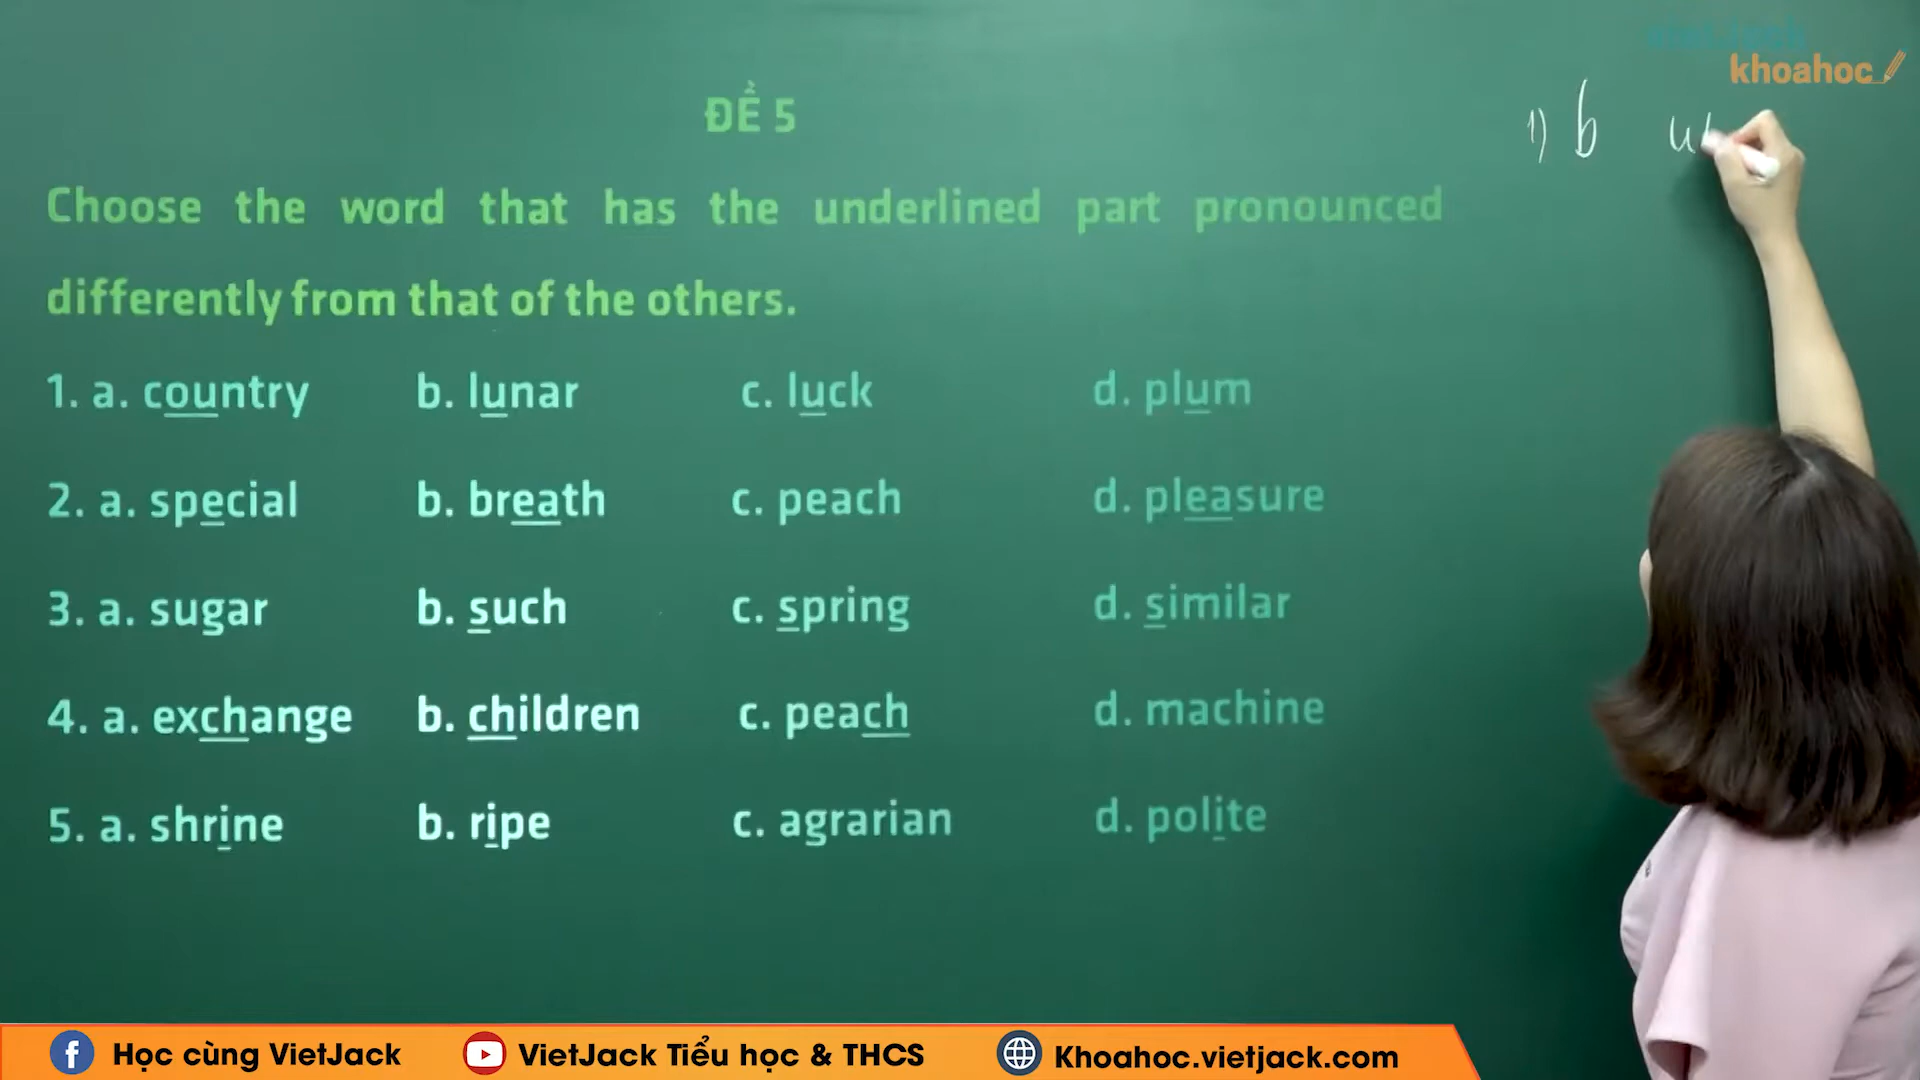 khoahoc
ĐỀ 5
1) b u
Choose the word that has the underlined part pronounced
differently from that of the others.
1. a. country b. lunar c. luck d. plum
2. a. special b. breath c. peach d. pleasure
3. a. sugar b. such c. spring d. similar
4. a. exchange b. children c. peach d. machine
5. a. shrine b. ripe c. agrarian d. polite
Học cùng VietJack VietJack Tiểu học & THCS Khoahoc.vietjack.com